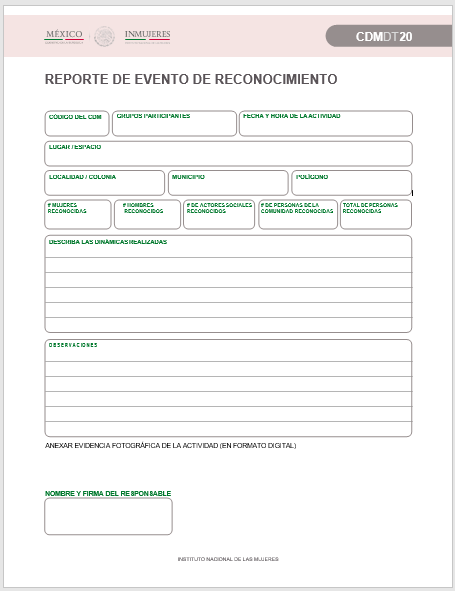 MÉXICO
INMUJERES
CDMDT20
REPORTE DE EVENTO DE RECONOCIMIENTO
CÓDIGO DEL CDM
GRUPOS PARTICIPANTES
FECHA Y HORA DE LA ACTIVIDAD
LUGAR / ESPACIO
LOCALIDAD / COLONIA
MUNICIPIO
POLÍGONO
# MUJERES
RECONOCIDAS
# HOMBRES
RECONOCIDOS
# DE ACTORES SOCIALES
RECONOCIDOS
# DE PERSONAS DE LA
COMUNIDAD RECONOCIDAS
TOTAL DE PERSONAS
RECONOCIDAS
DESCRIBA LAS DINÁMICAS REALIZADAS
OBSERVACIONES
ANEXAR EVIDENCIA FOTOGRÁFICA DE LA ACTIVIDAD (EN FORMATO DIGITAL)
NOMBRE Y FIRMA DEL RESPONSABLE
INSTITUTO NACIONAL DE LAS MUJERES